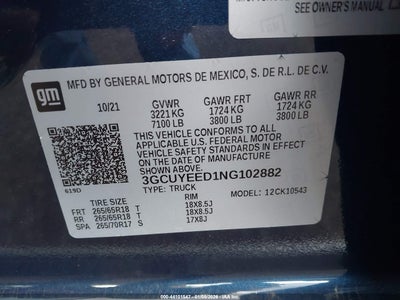 SEE OWNER'S MANUAL
gm
MFD BY GENERAL MOTORS DE MEXICO, S. DE R.L. DE C.V.
10/21 GVWR GAWR FRT GAWR RR
3221 KG 1724 KG 1724 KG
7100 LB 3800 LB 3800 LB
THIS VEHICLE CONFORMS TO ALL
APPLICABLE U.S. FEDERAL MOTOR
VEHICLE SAFETY STANDARDS IN
EFFECT ON THE DATE OF MANUFACTURE
SHOWN ABOVE.
3GCUYEED1NG102882
619D TYPE: TRUCK 12CK10543
TIRE SIZE RIM
FRT 265/65R18 T 18X8.5J
RR 265/65R18 T 18X8.5J
SPA 265/70R17 T 17X8J